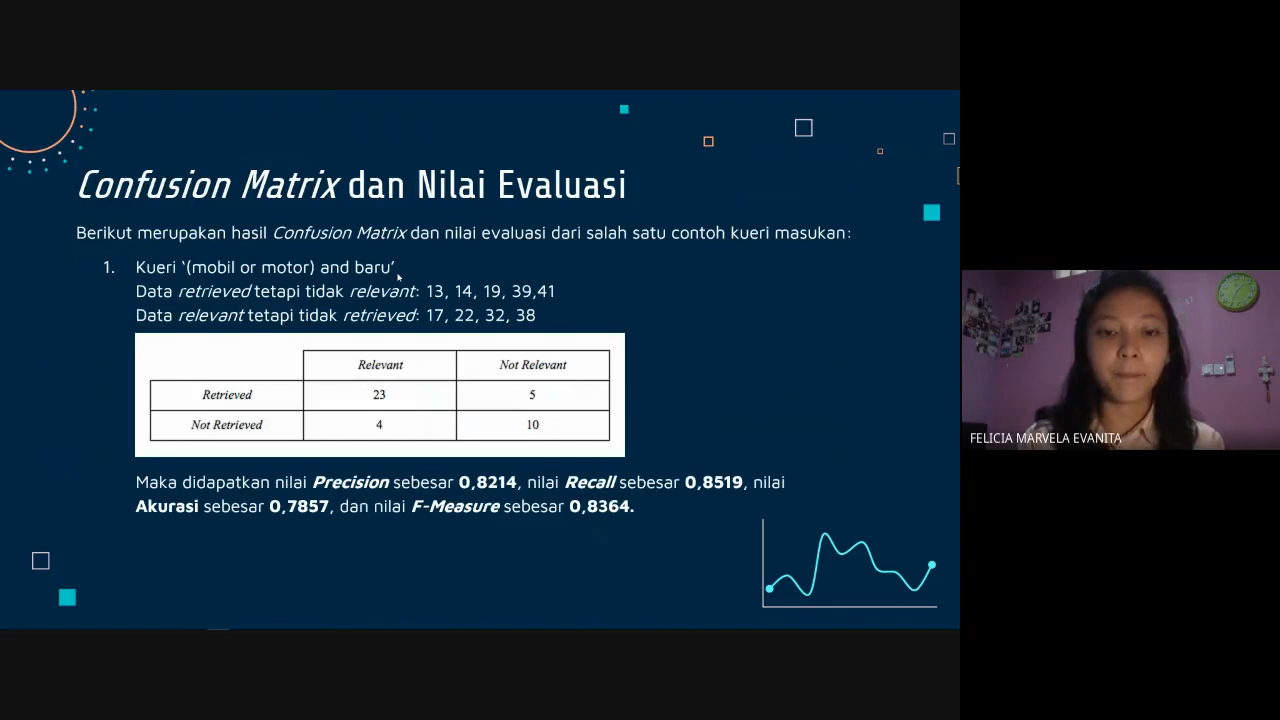 Confusion Matrix dan Nilai Evaluasi
Berikut merupakan hasil Confusion Matrix dan nilai evaluasi dari salah satu contoh kueri masukan:
1. Kueri ‘(mobil or motor) and baru’
Data retrieved tetapi tidak relevant: 13, 14, 19, 39,41
Data relevant tetapi tidak retrieved: 17, 22, 32, 38
Relevant Not Relevant
Retrieved 23 5
Not Retrieved 4 10
Maka didapatkan nilai Precision sebesar 0,8214, nilai Recall sebesar 0,8519, nilai
Akurasi sebesar 0,7857, dan nilai F-Measure sebesar 0,8364.
FELICIA MARVELA EVANITA